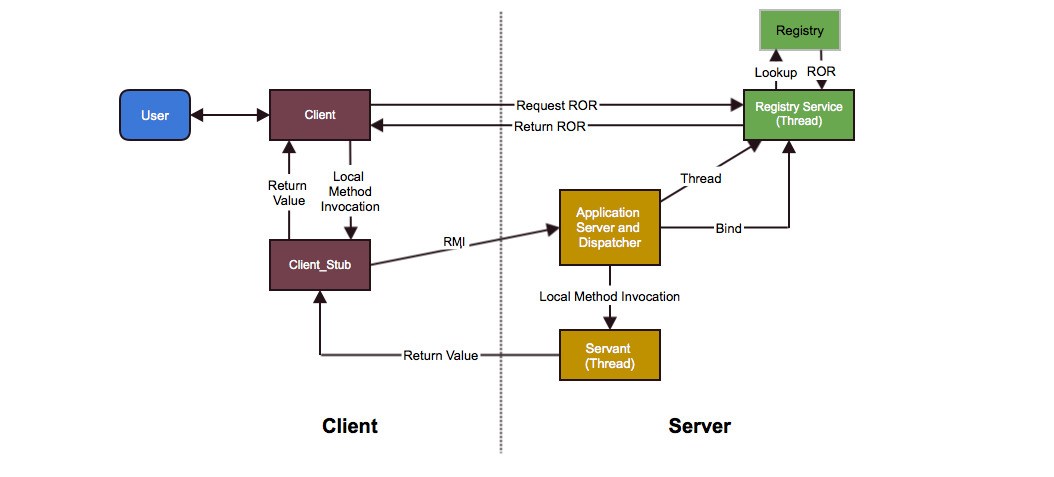 Registry
Lookup
ROR
User
Client
Request ROR
Return ROR
Registry Service
(Thread)
Return
Value
Local
Method
Invocation
Thread
Application
Server and
Dispatcher
Bind
Client_Stub
RMI
Local Method Invocation
Return Value
Servant
(Thread)
Client
Server